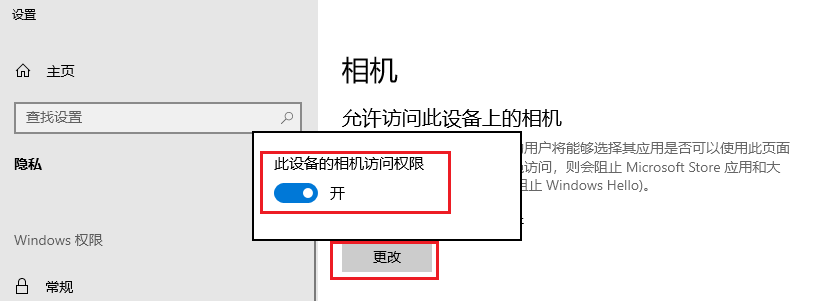 设置
主页
查找设置
隐私
Windows 权限
常规
相机
允许访问此设备上的相机
用户将能够选择其应用是否可以使用此页面
访问，则会阻止 Microsoft Store 应用和大
阻止 Windows Hello)。
此设备的相机访问权限
开
更改